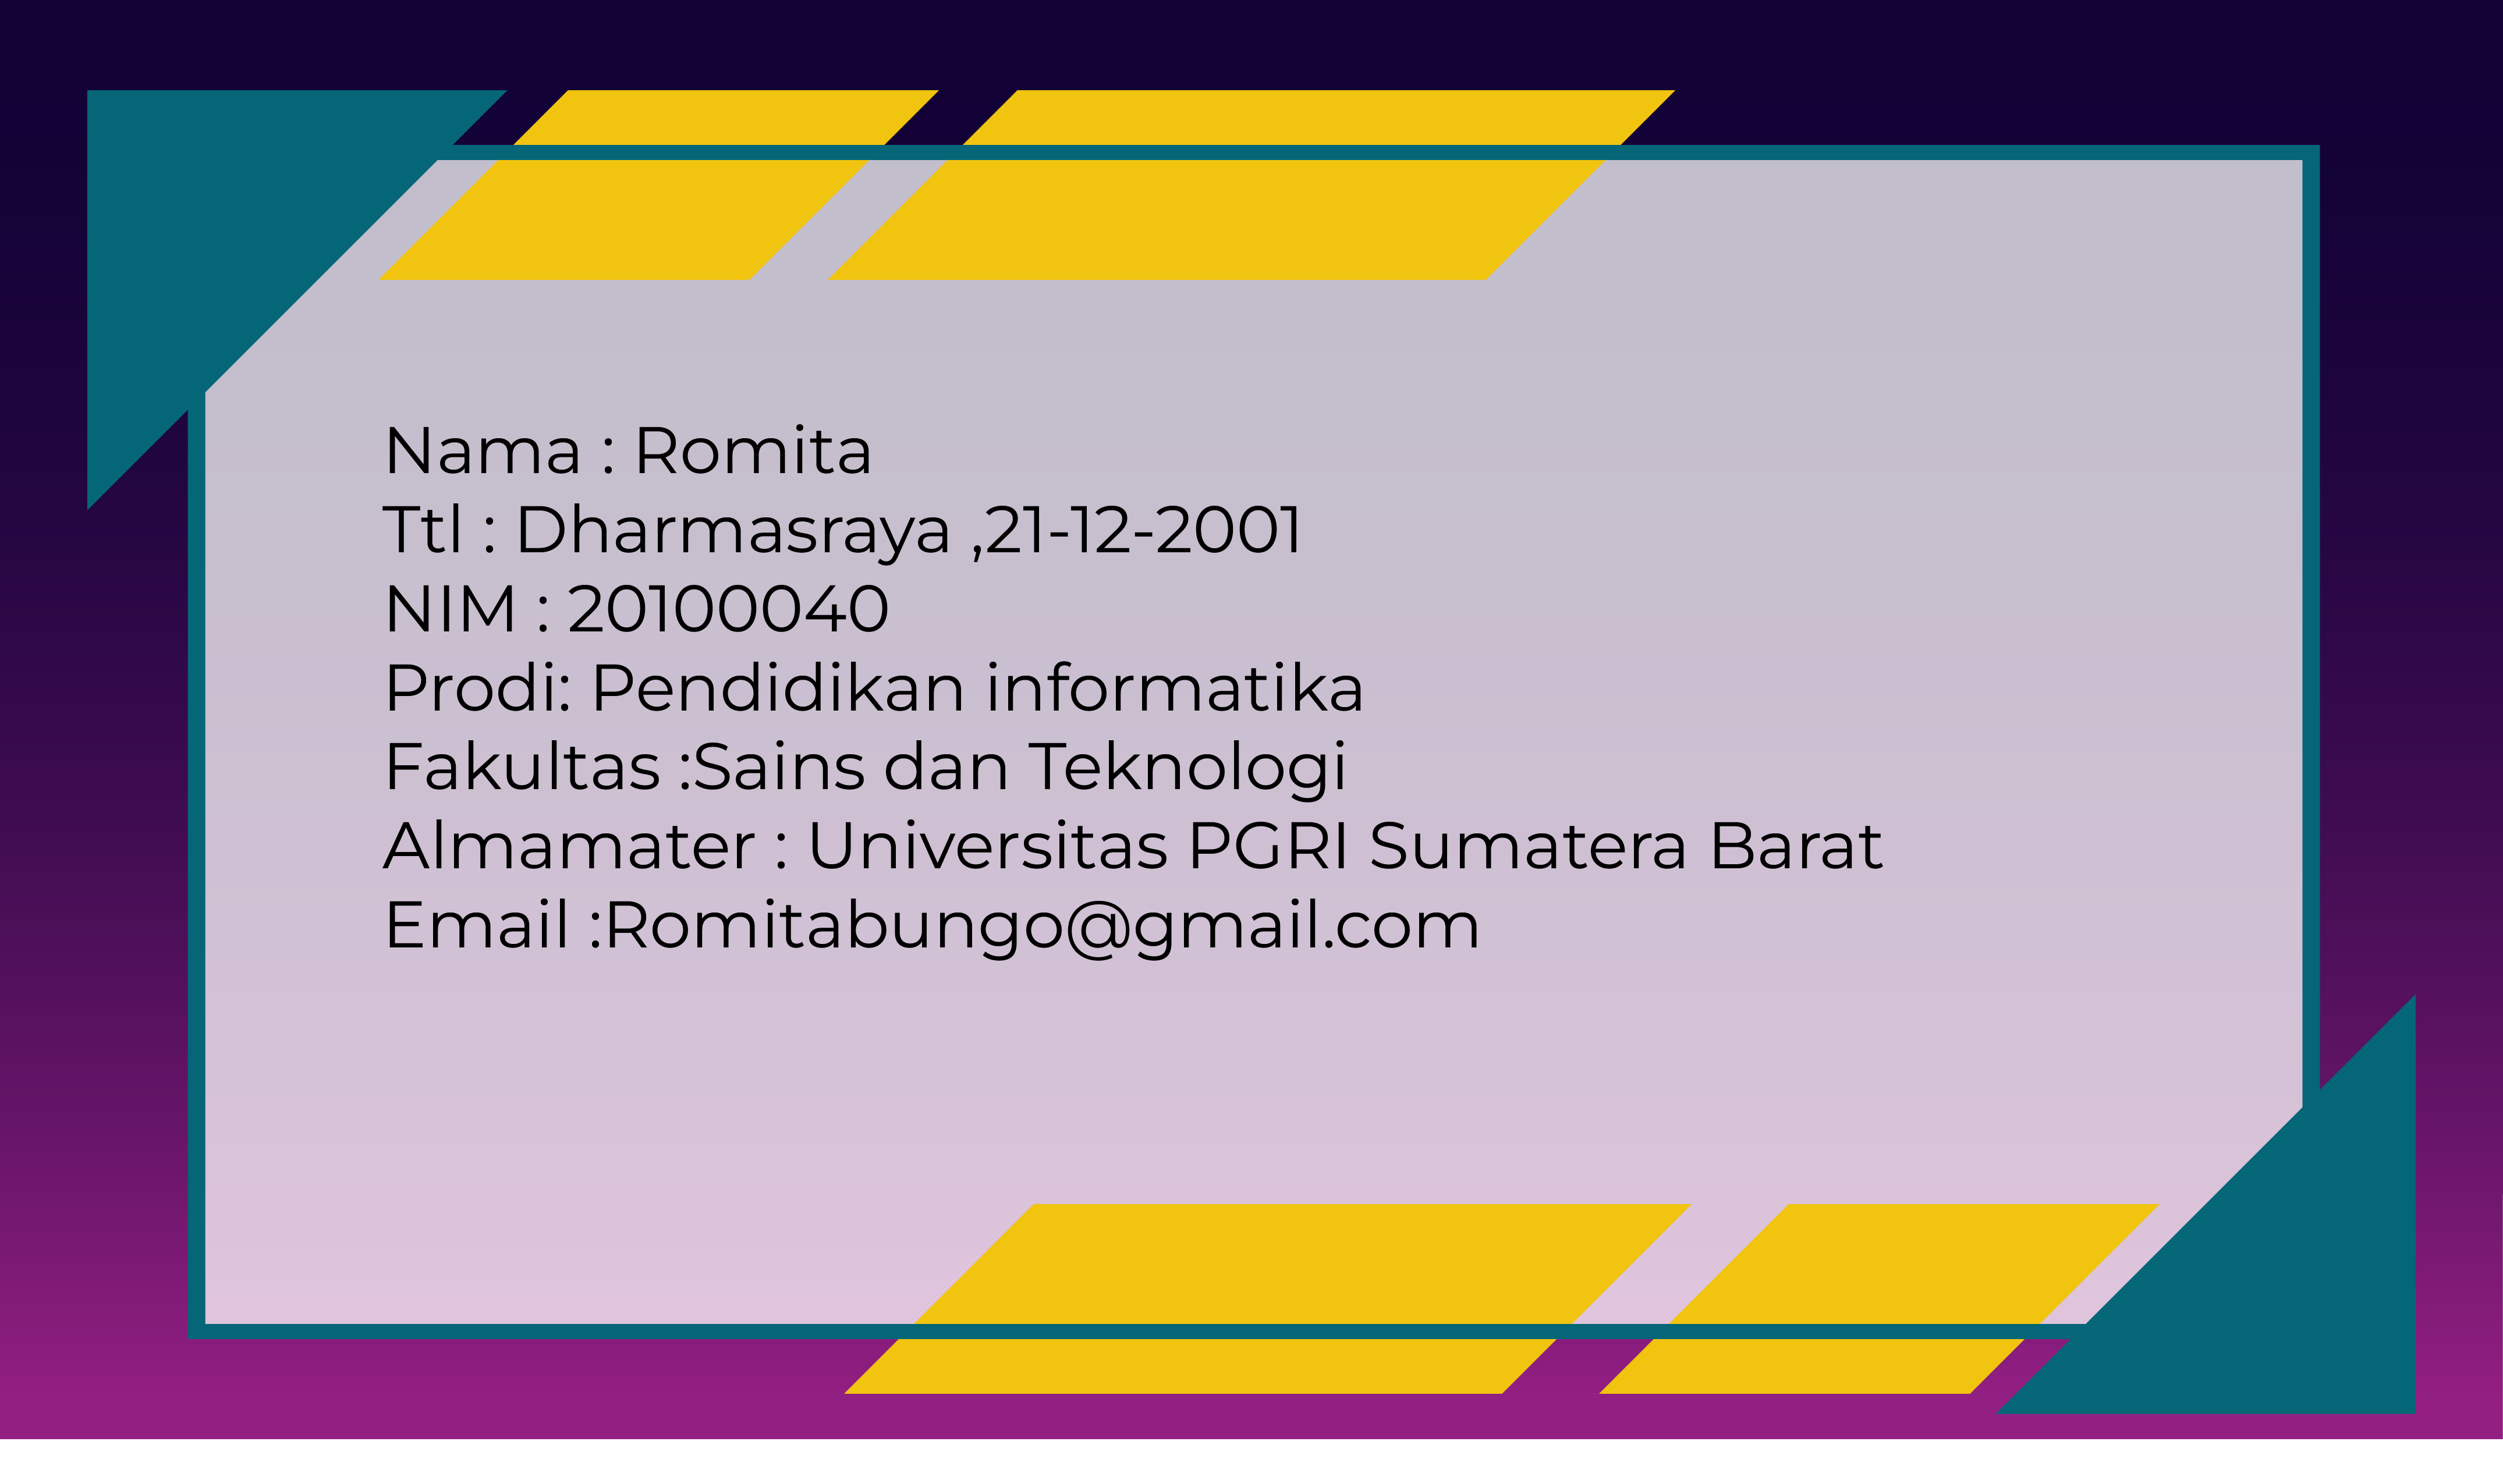 Nama : Romita
Ttl : Dharmasraya ,21-12-2001
NIM : 20100040
Prodi: Pendidikan informatika
Fakultas :Sains dan Teknologi
Almamater : Universitas PGRI Sumatera Barat
Email :Romitabungo@gmail.com